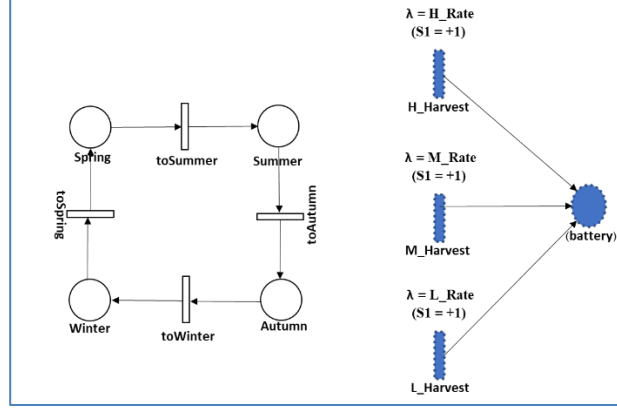 Spring
toSummer
Summer
toSpring
toAutumn
Winter
toWinter
Autumn
λ = H_Rate
(S1 = +1)
H_Harvest
λ = M_Rate
(S1 = +1)
M_Harvest
(battery)
λ = L_Rate
(S1 = +1)
L_Harvest